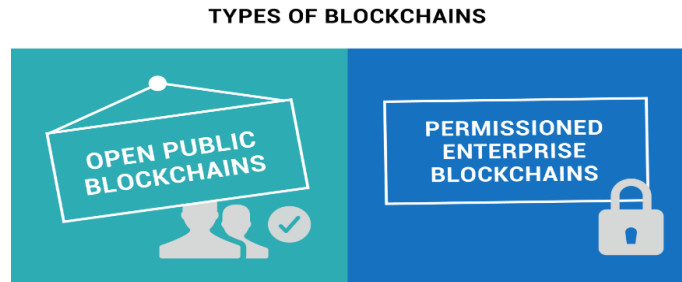 TYPES OF BLOCKCHAINS
OPEN PUBLIC
BLOCKCHAINS
PERMISSIONED
ENTERPRISE
BLOCKCHAINS